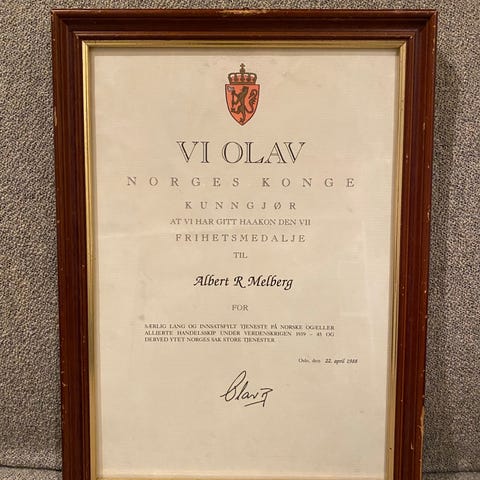 VI OLAV
NORGES KONGE
KUNNGJØR
AT VI HAR GITT HAAKON DEN VII
FRIHETSMEDALJE
TIL
Albert R Melberg
FOR
SÆRLIG LANG OG INNSATSFYLT TJENESTE PÅ NORSKE OG/ELLER
ALLIERTE HANDELSSKIP UNDER VERDENSKRIGEN 1939 - 45 OG
DERVED YTET NORGES SAK STORE TJENESTER
Oslo, den 22. april 1988
Olav R